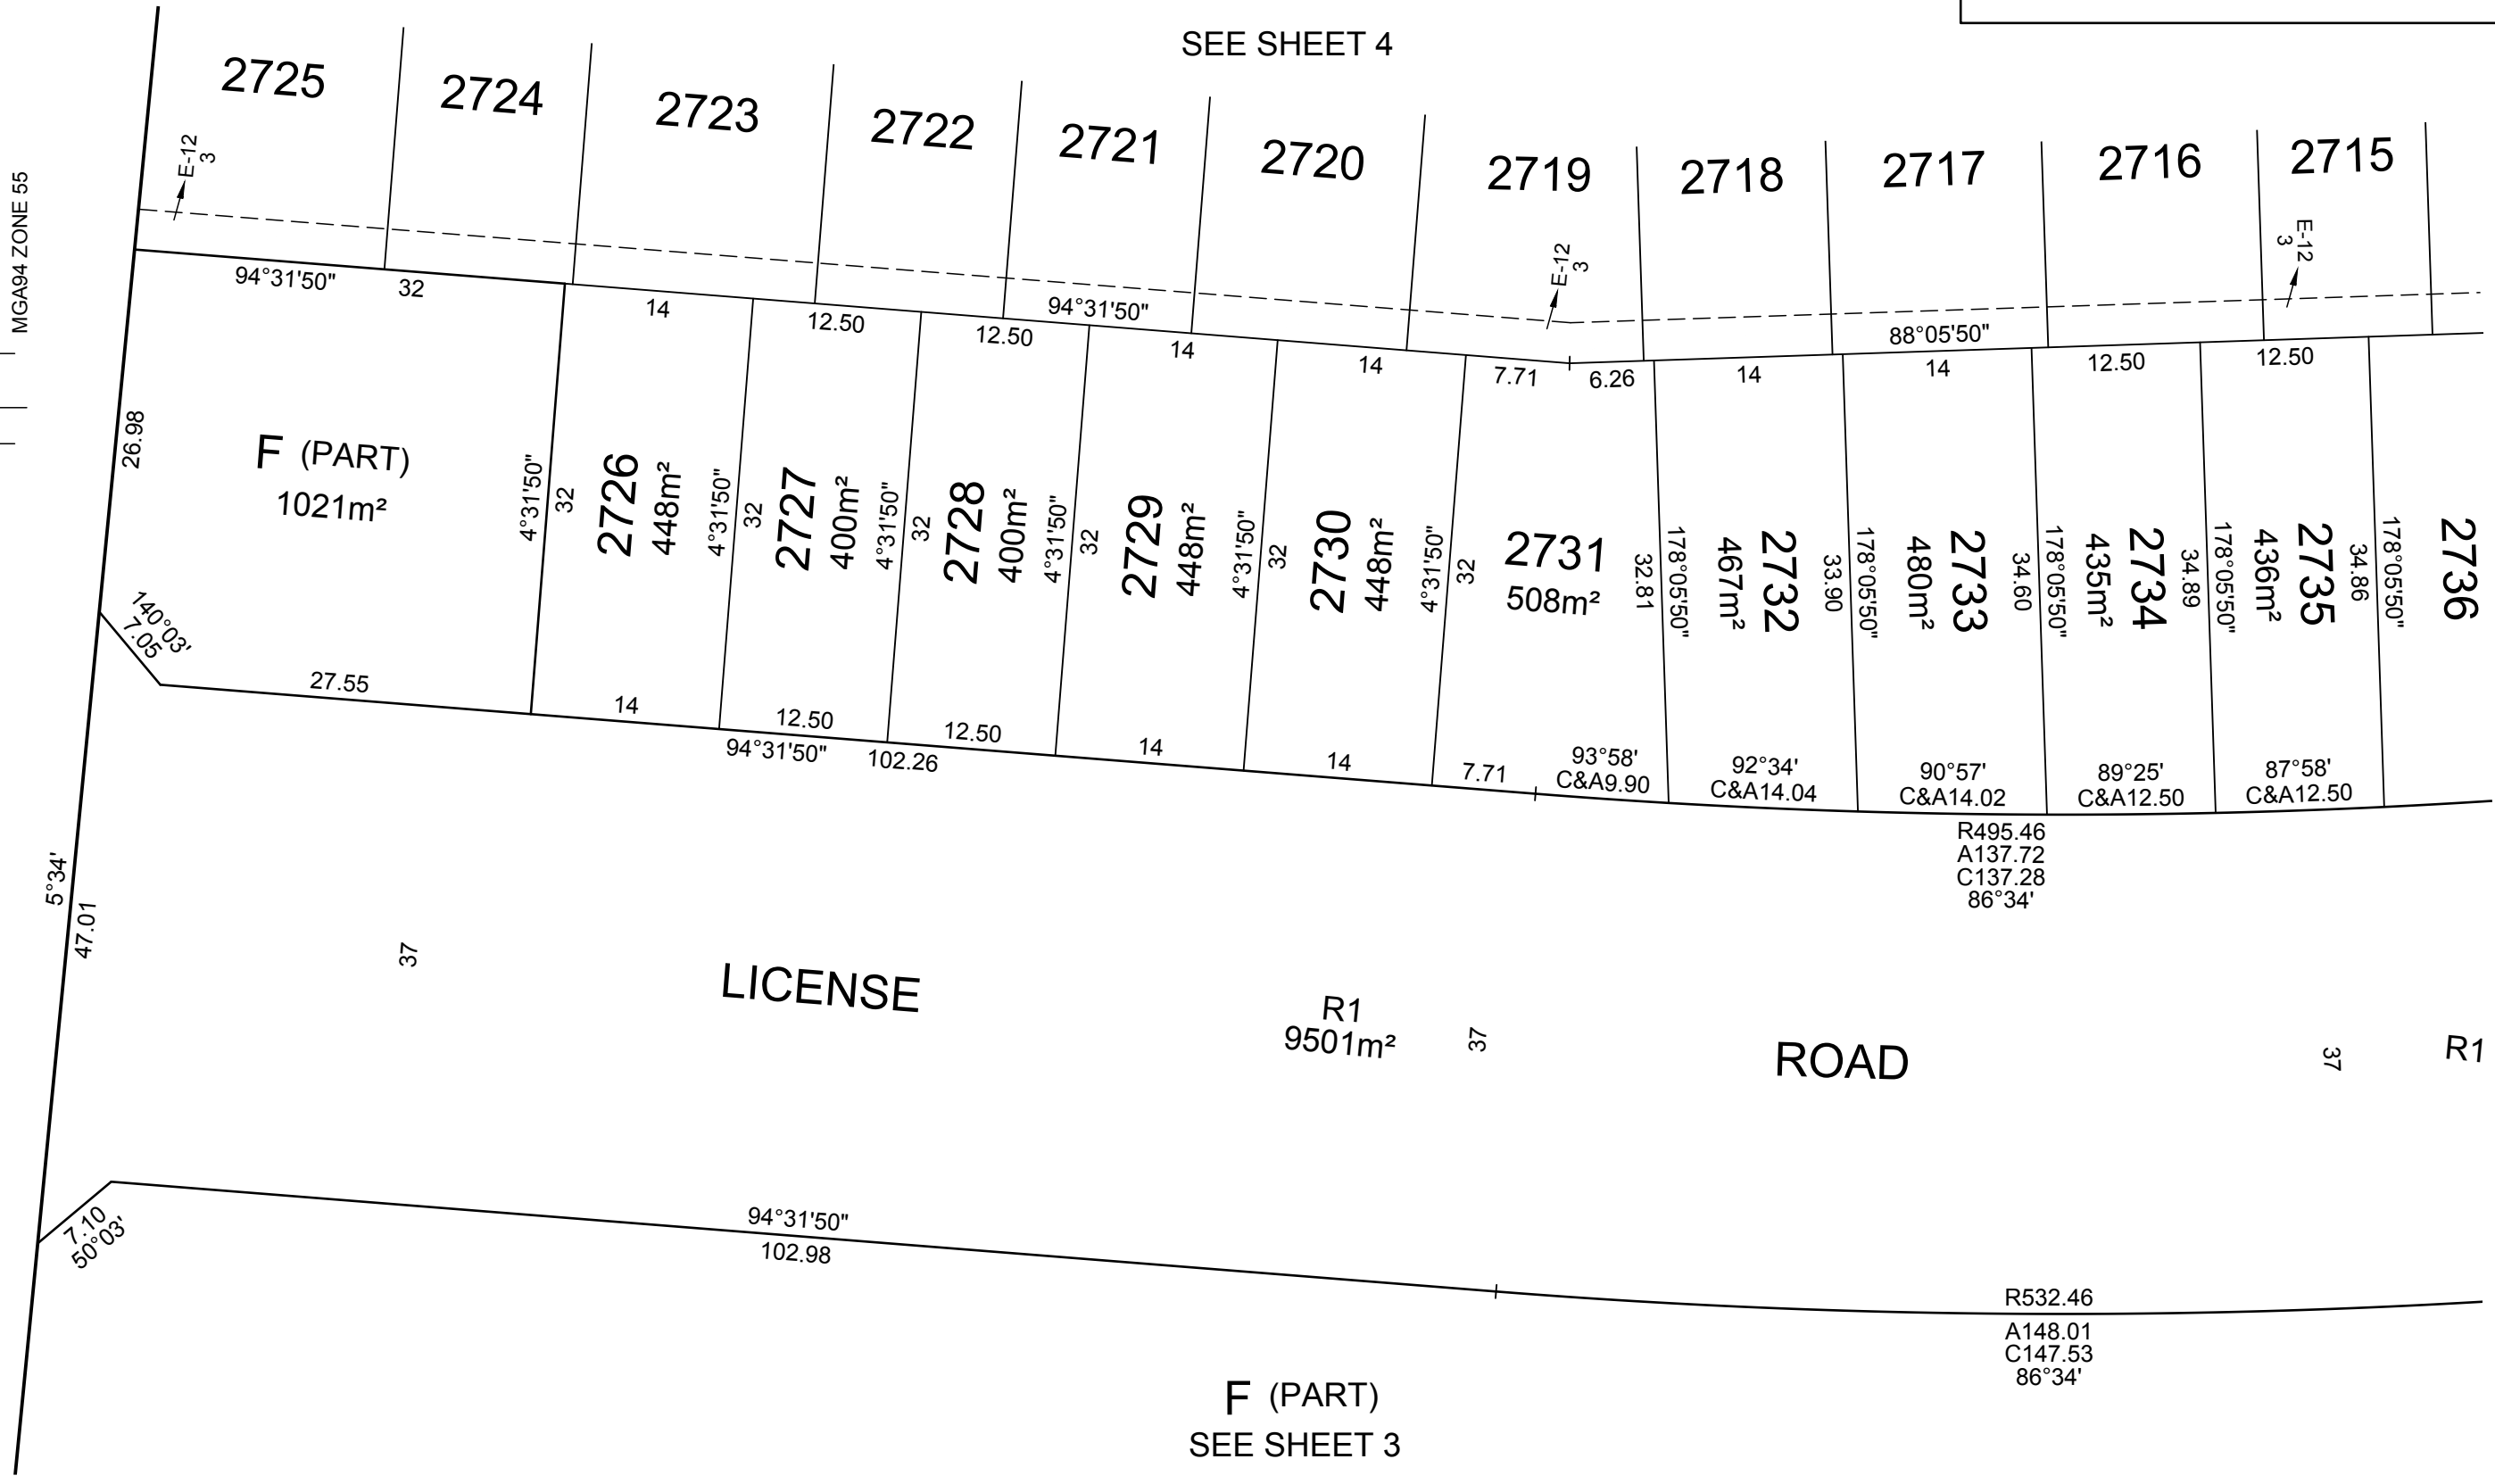 SEE SHEET 4
MGA94 ZONE 55
2725
2724
2723
2722
2721
2720
2719
2718
2717
2716
2715
E-12
3
E-12
3
E-12
3
94°31'50"
32
14
12.50
12.50
94°31'50"
14
14
7.71
6.26
14
88°05'50"
14
12.50
12.50
26.98
F (PART)
1021m²
4°31'50"
32
2726
448m²
4°31'50"
32
2727
400m²
4°31'50"
32
2728
400m²
4°31'50"
32
2729
448m²
4°31'50"
32
2730
448m²
4°31'50"
32
2731
508m²
32.81
178°05'50"
467m²
2732
33.90
178°05'50"
480m²
2733
34.60
178°05'50"
435m²
2734
34.89
178°05'50"
436m²
2735
34.86
178°05'50"
2736
140°03'
7.05
27.55
14
12.50
12.50
14
14
7.71
94°31'50"
102.26
93°58'
C&A9.90
92°34'
C&A14.04
90°57'
C&A14.02
89°25'
C&A12.50
87°58'
C&A12.50
R495.46
A137.72
C137.28
86°34'
5°34'
47.01
37
LICENSE
R1
9501m²
37
ROAD
37
R1
7.10
50°03'
94°31'50"
102.98
R532.46
A148.01
C147.53
86°34'
F (PART)
SEE SHEET 3